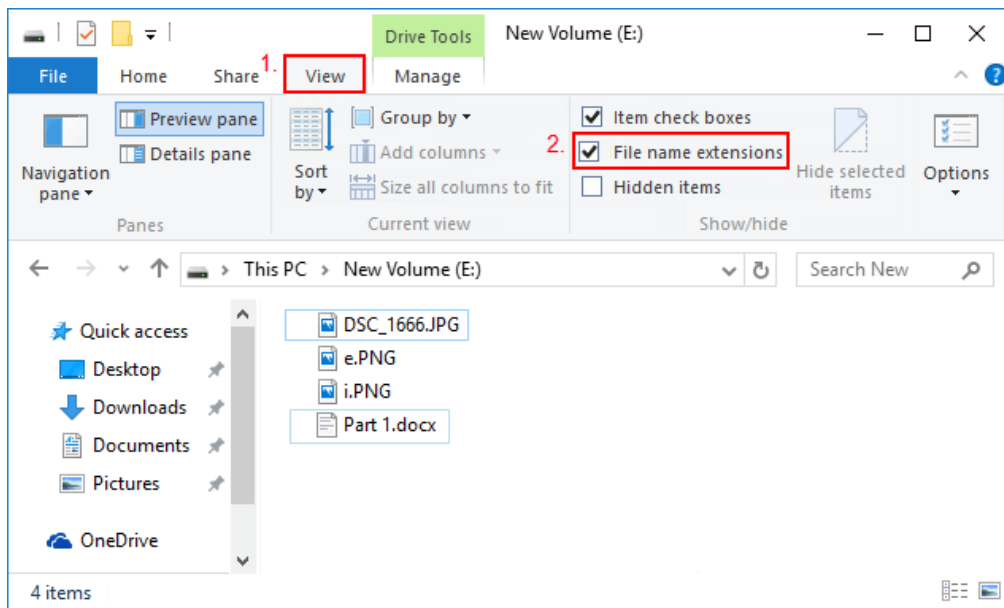 Drive Tools New Volume (E:)
File Home Share 1. View Manage ?
Navigation pane
Preview pane
Details pane
Panes
Sort by
Group by
Add columns
Size all columns to fit
Current view
2.
Item check boxes
File name extensions
Hidden items
Hide selected items
Show/hide
Options
This PC > New Volume (E:)
Search New
Quick access
Desktop
Downloads
Documents
Pictures
OneDrive
DSC_1666.JPG
e.PNG
i.PNG
Part 1.docx
4 items